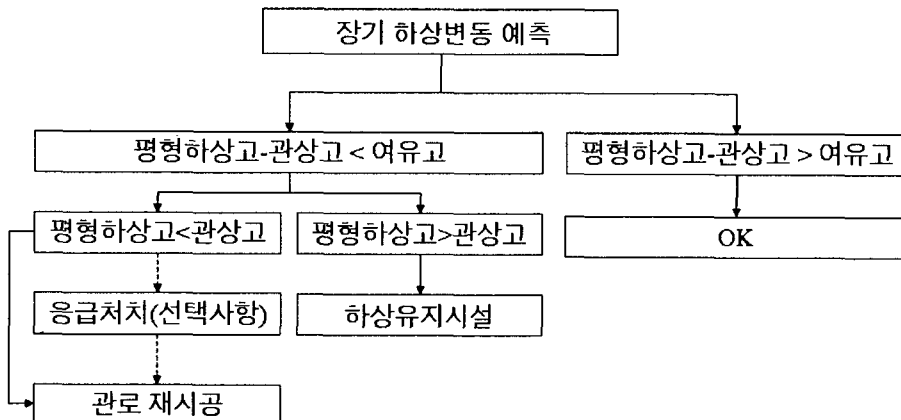 장기 하상변동 예측
평형하상고-관상고 < 여유고
평형하상고-관상고 > 여유고
평형하상고<관상고
평형하상고>관상고
OK
응급처치(선택사항)
하상유지시설
관로 재시공